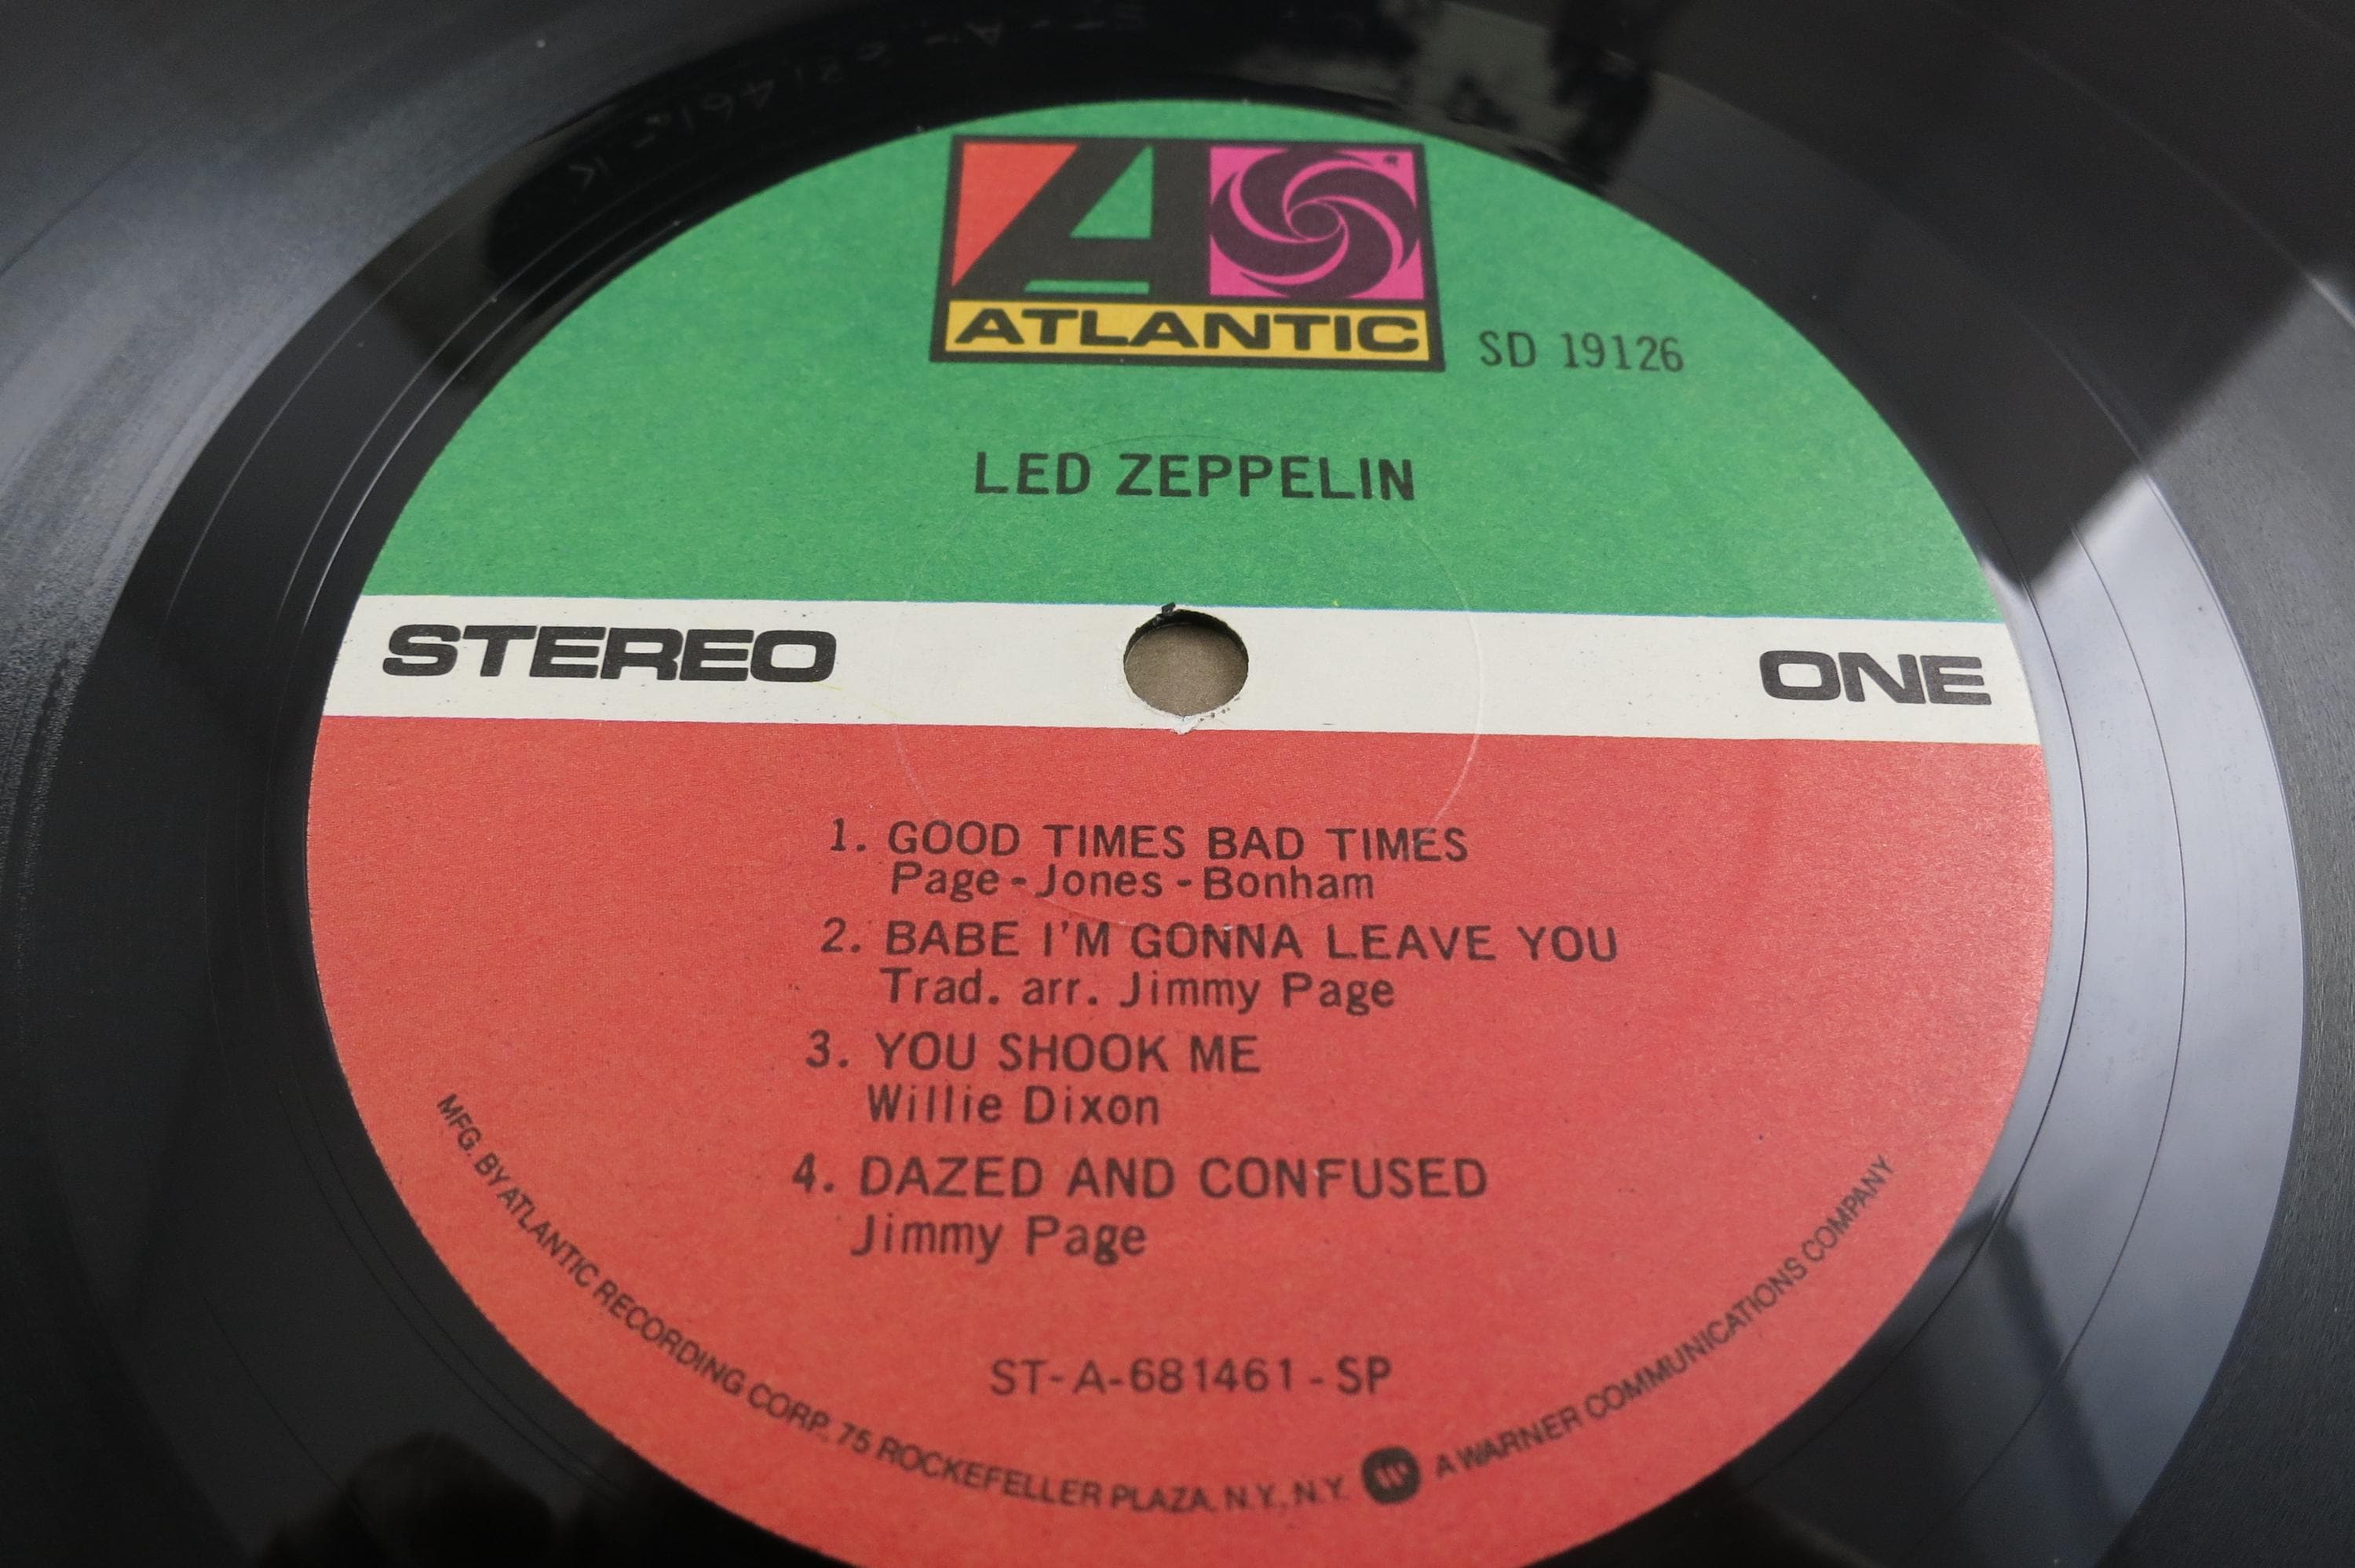 ATLANTIC
SD 19126
LED ZEPPELIN
STEREO
ONE
1. GOOD TIMES BAD TIMES
Page - Jones - Bonham
2. BABE I'M GONNA LEAVE YOU
Trad. arr. Jimmy Page
3. YOU SHOOK ME
Willie Dixon
4. DAZED AND CONFUSED
Jimmy Page
ST-A-681461-SP
MFG. BY ATLANTIC RECORDING CORP., 75 ROCKEFELLER PLAZA, N.Y., N.Y. A WARNER COMMUNICATIONS COMPANY